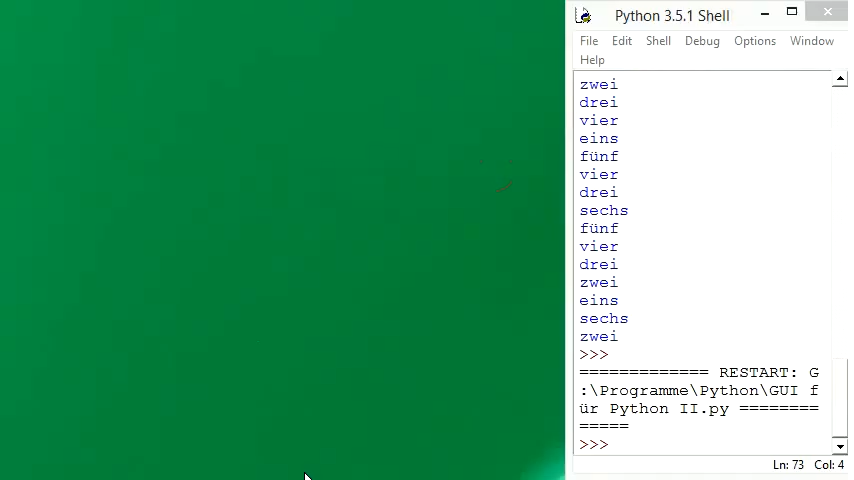 Python 3.5.1 Shell
File Edit Shell Debug Options Window
Help
zwei
drei
vier
eins
fünf
vier
drei
sechs
fünf
vier
drei
zwei
eins
sechs
zwei
>>>
============= RESTART: G
:\Programme\Python\GUI f
ür Python II.py ========
=====
>>>
Ln: 73 Col: 4